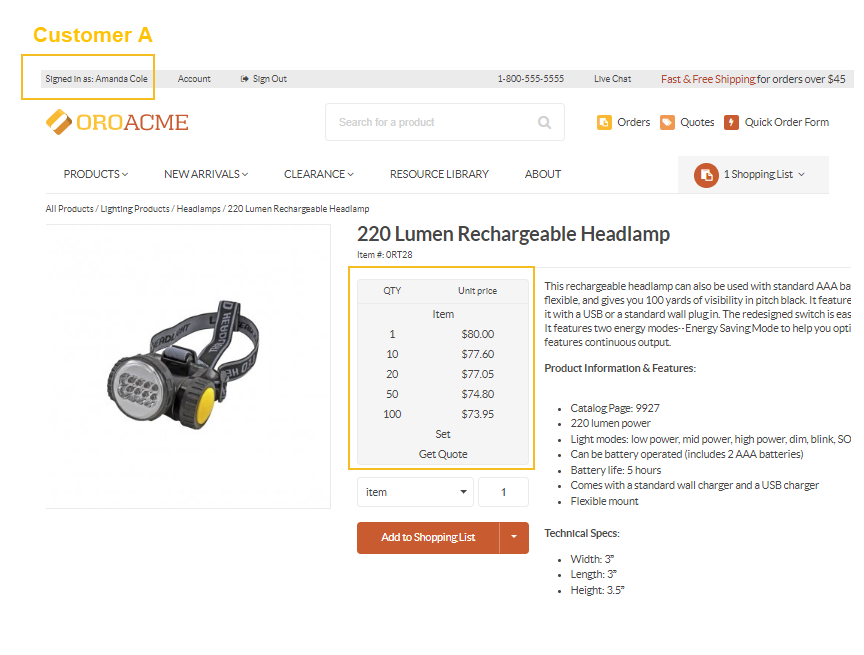 Customer A
Signed in as: Amanda Cole
Account
Sign Out
1-800-555-5555
Live Chat
Fast & Free Shipping for orders over $45
OROACME
Search for a product
Orders
Quotes
Quick Order Form
PRODUCTS
NEW ARRIVALS
CLEARANCE
RESOURCE LIBRARY
ABOUT
1 Shopping List
All Products / Lighting Products / Headlamps / 220 Lumen Rechargeable Headlamp
220 Lumen Rechargeable Headlamp
Item #: 0RT28
QTY Unit price
Item
1 $80.00
10 $77.60
20 $77.05
50 $74.80
100 $73.95
Set
Get Quote
item
1
Add to Shopping List
This rechargeable headlamp can also be used with standard AAA ba
flexible, and gives you 100 yards of visibility in pitch black. It feature
it with a USB or a standard wall plug in. The redesigned switch is eas
It features two energy modes--Energy Saving Mode to help you opti
features continuous output.
Product Information & Features:
Catalog Page: 9927
220 lumen power
Light modes: low power, mid power, high power, dim, blink, SO
Can be battery operated (includes 2 AAA batteries)
Battery life: 5 hours
Comes with a standard wall charger and a USB charger
Flexible mount
Technical Specs:
Width: 3”
Length: 3”
Height: 3.5”